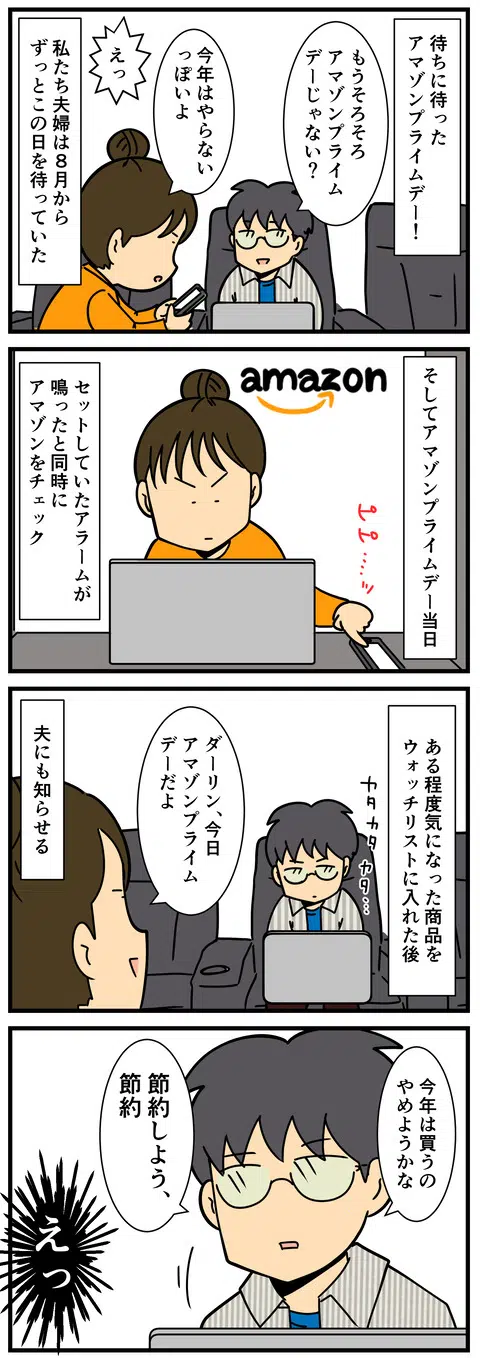 待ちに待った
アマゾンプライムデー！
もうそろそろ
アマゾンプライム
デーじゃない？
今年はやらない
っぽいよ
えっ
私たち夫婦は８月から
ずっとこの日を待っていた
そしてアマゾンプライムデー当日
amazon
ピピ……ッ
セットしていたアラームが
鳴ったと同時に
アマゾンをチェック
ある程度気になった商品を
ウォッチリストに入れた後
カタカタカタ…
ダーリン、今日
アマゾンプライム
デーだよ
夫にも知らせる
今年は買うの
やめようかな
節約しよう、
節約
えっ